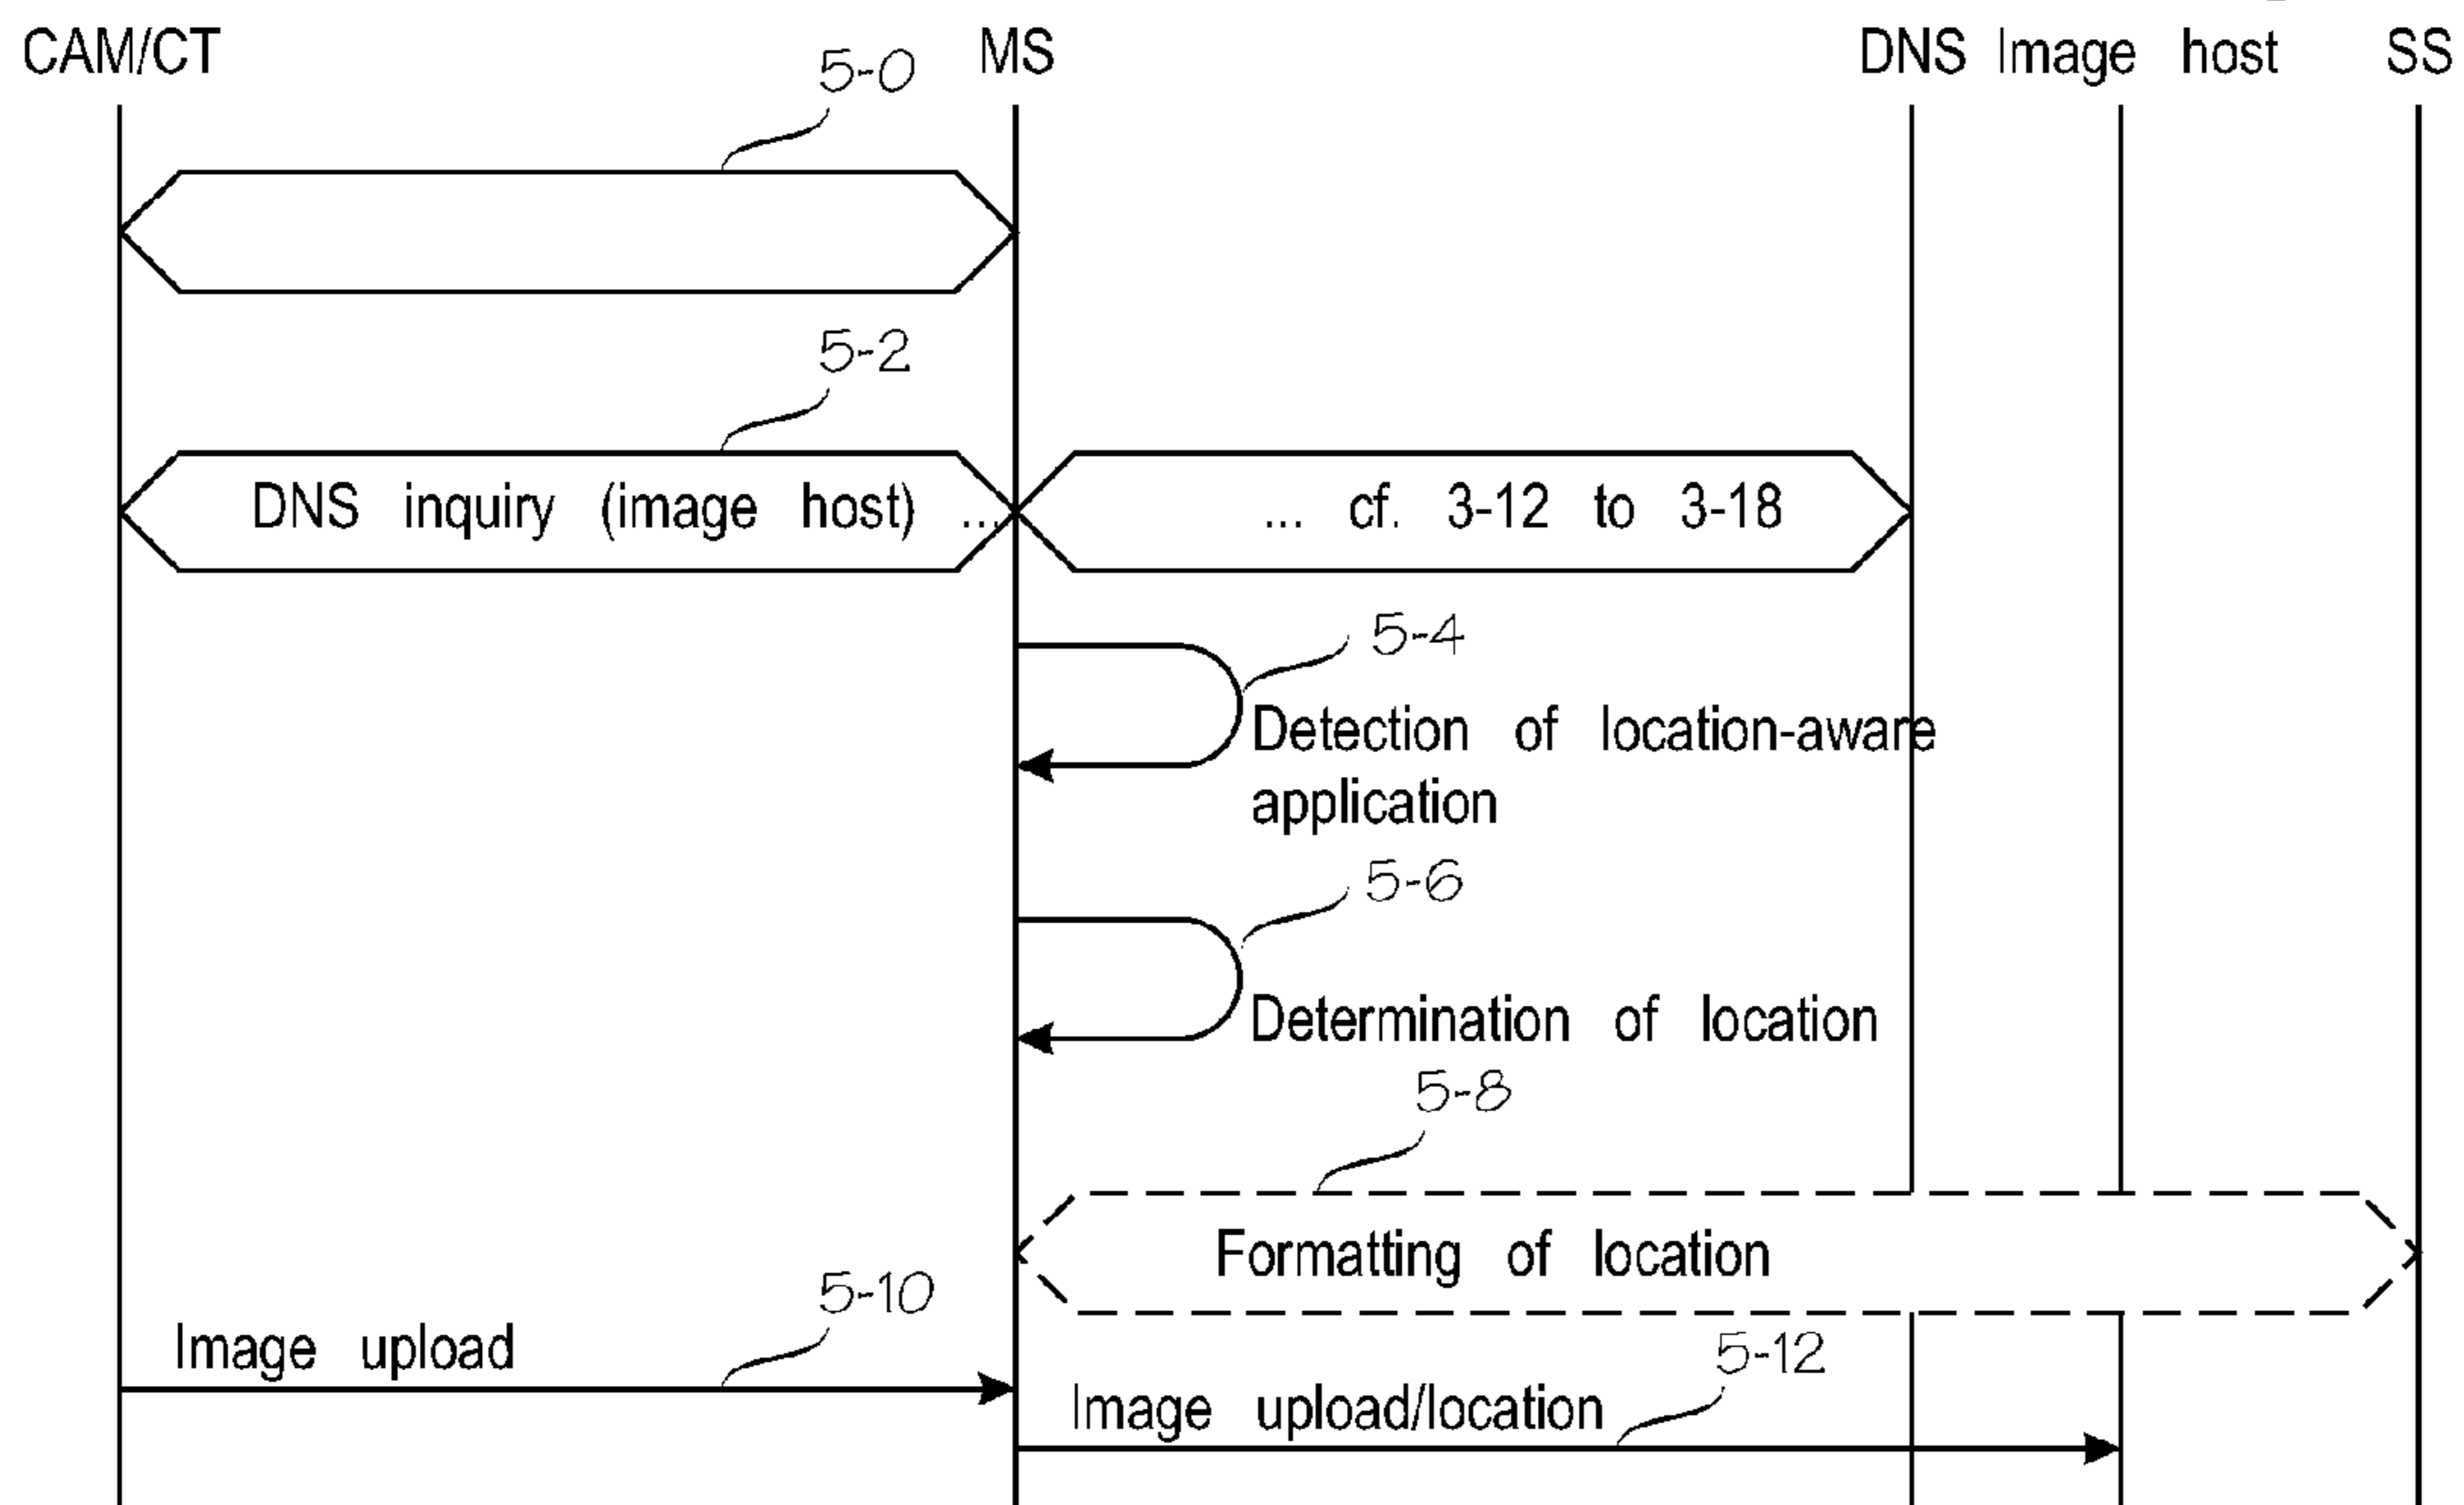 CAM/CT MS DNS Image host SS
5-0
5-2
DNS inquiry (image host) ... ... cf. 3-12 to 3-18
5-4
Detection of location-aware
application
5-6
Determination of location
5-8
Formatting of location
5-10
Image upload
5-12
Image upload/location